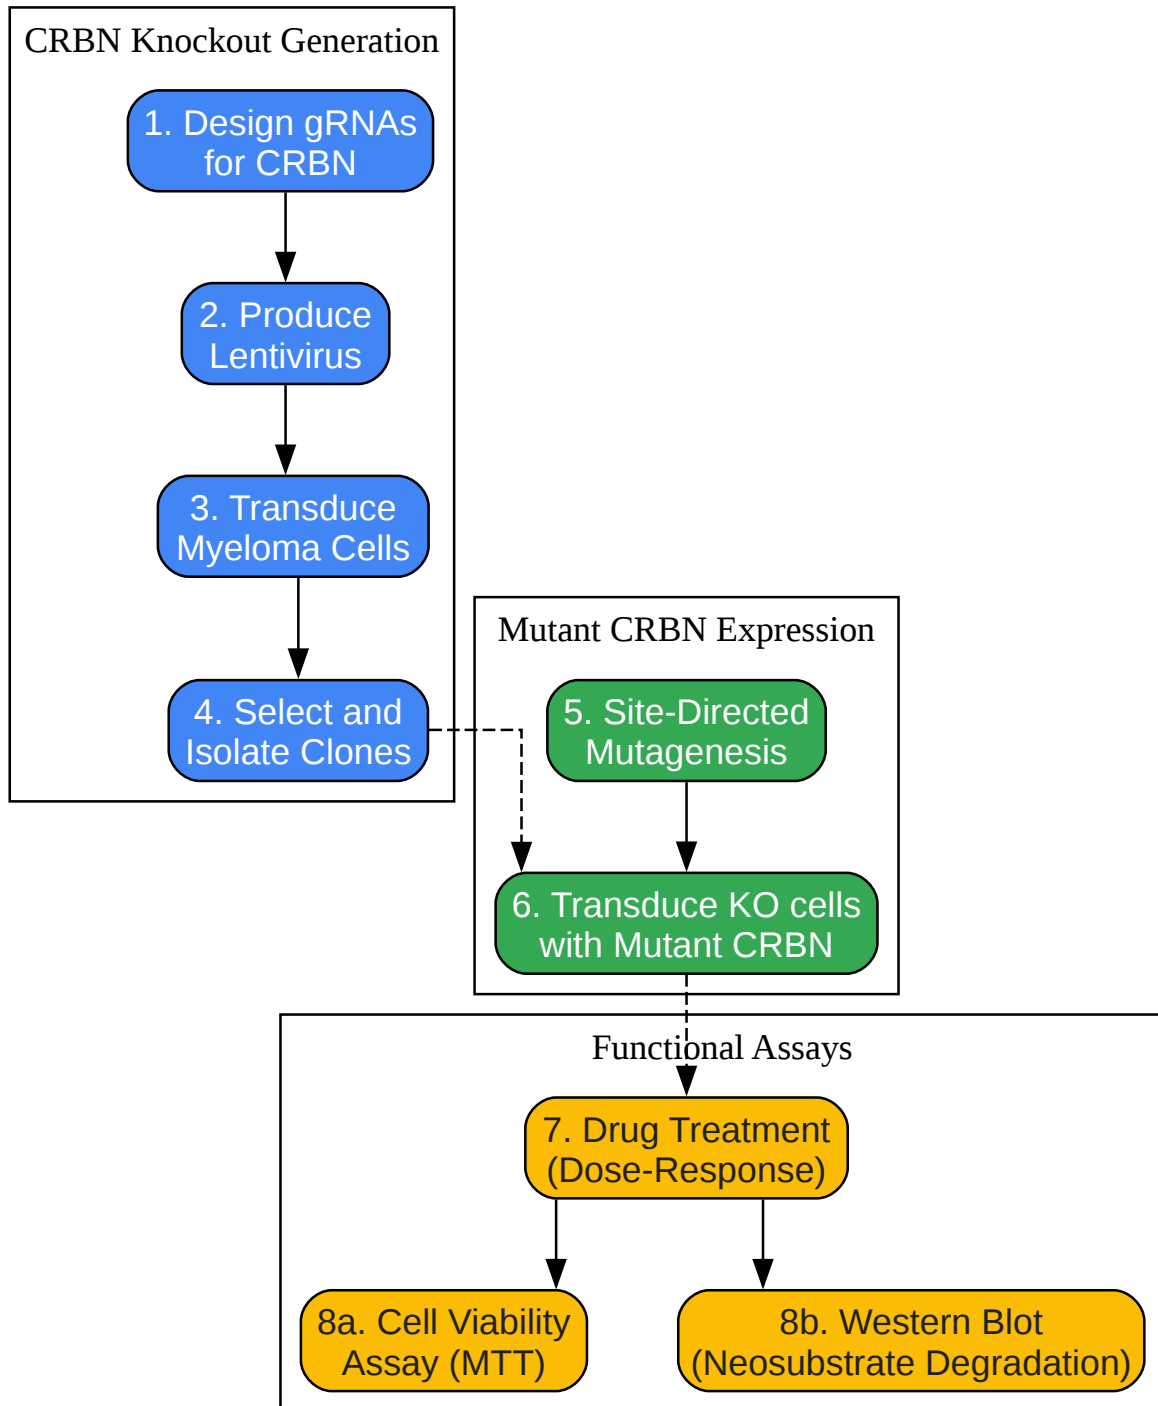 CRBN Knockout Generation
1. Design gRNAs
for CRBN
2. Produce
Lentivirus
3. Transduce
Myeloma Cells
4. Select and
Isolate Clones
Mutant CRBN Expression
5. Site-Directed
Mutagenesis
6. Transduce KO cells
with Mutant CRBN
Functional Assays
7. Drug Treatment
(Dose-Response)
8a. Cell Viability
Assay (MTT)
8b. Western Blot
(Neosubstrate Degradation)